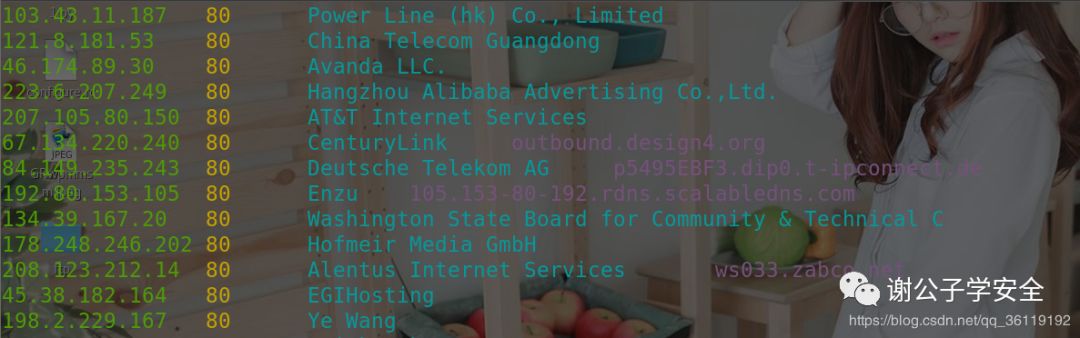 103.43.11.187 80 Power Line (hk) Co., Limited
121.8.181.53 80 China Telecom Guangdong
46.174.89.30 80 Avanda LLC.
223.6.207.249 80 Hangzhou Alibaba Advertising Co.,Ltd.
207.105.80.150 80 AT&T Internet Services
67.134.220.240 80 CenturyLink outbound.design4.org
84.149.235.243 80 Deutsche Telekom AG p5495EBF3.dip0.t-ipconnect.de
192.80.153.105 80 Enzu 105.153-80-192.rdns.scalabledns.com
134.39.167.20 80 Washington State Board for Community & Technical C
178.248.246.202 80 Hofmeir Media GmbH
208.123.212.14 80 Alentus Internet Services ws033.zabco.net
45.38.182.164 80 EGIHosting
198.2.229.167 80 Ye Wang
JPEG
谢公子学安全
https://blog.csdn.net/qq_36119192